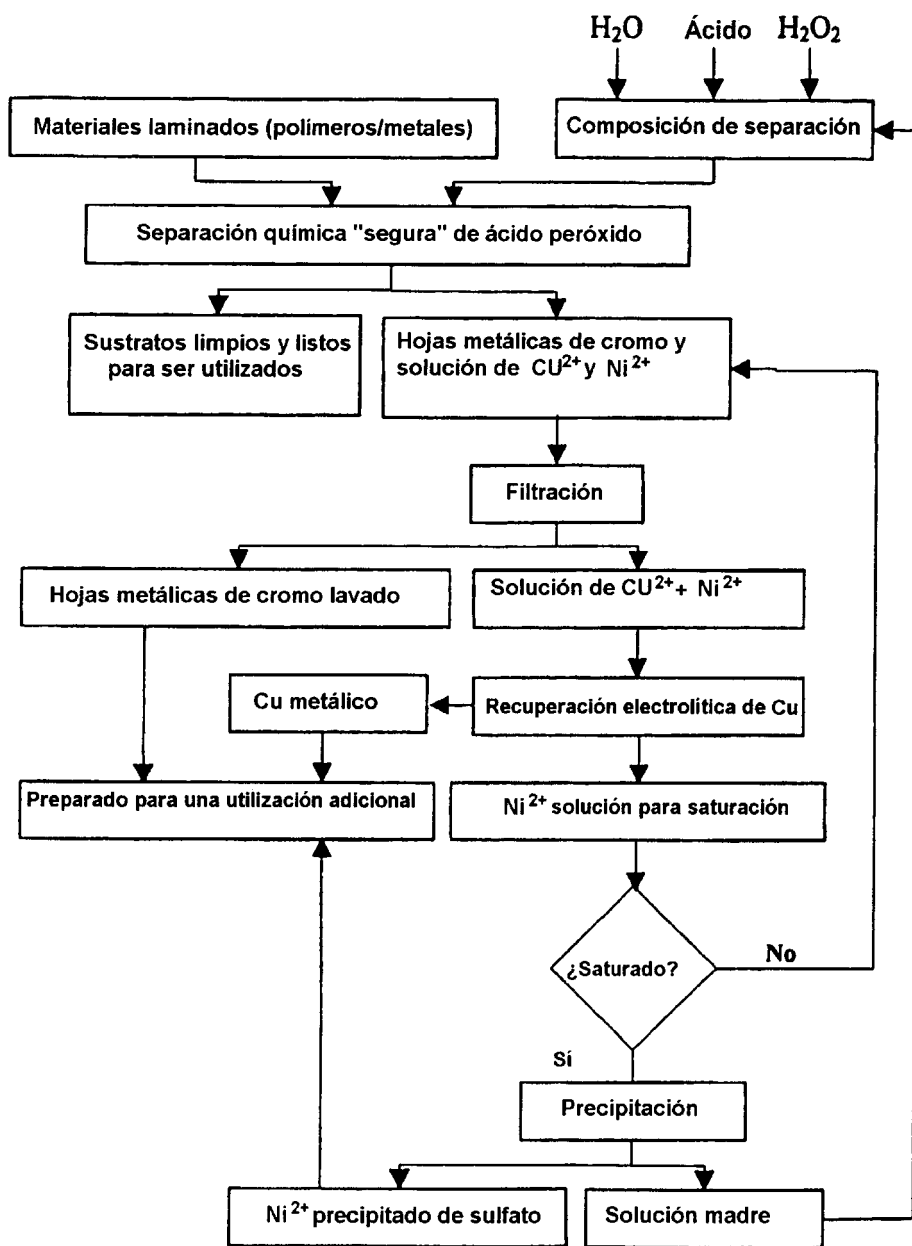 H₂O Ácido H₂O₂
Materiales laminados (polímeros/metales)
Composición de separación
Separación química "segura" de ácido peróxido
Sustratos limpios y listos
para ser utilizados
Hojas metálicas de cromo y
solución de CU²⁺ y Ni²⁺
Filtración
Hojas metálicas de cromo lavado
Solución de CU²⁺ + Ni²⁺
Cu metálico
Recuperación electrolítica de Cu
Preparado para una utilización adicional
Ni²⁺ solución para saturación
¿Saturado?
No
Sí
Precipitación
Ni²⁺ precipitado de sulfato
Solución madre